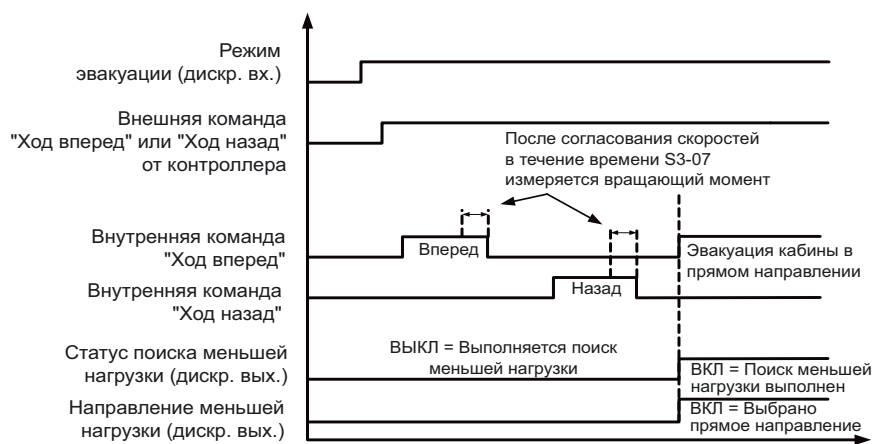 Режим
эвакуации (дискр. вх.)
Внешняя команда
"Ход вперед" или "Ход назад"
от контроллера
После согласования скоростей
в течение времени S3-07
измеряется вращающий момент
Внутренняя команда
"Ход вперед"
Вперед
Эвакуация кабины в
прямом направлении
Внутренняя команда
"Ход назад"
Назад
Статус поиска меньшей
нагрузки (дискр. вых.)
ВЫКЛ = Выполняется поиск
меньшей нагрузки
ВКЛ = Поиск меньшей
нагрузки выполнен
Направление меньшей
нагрузки (дискр. вых.)
ВКЛ = Выбрано
прямое направление